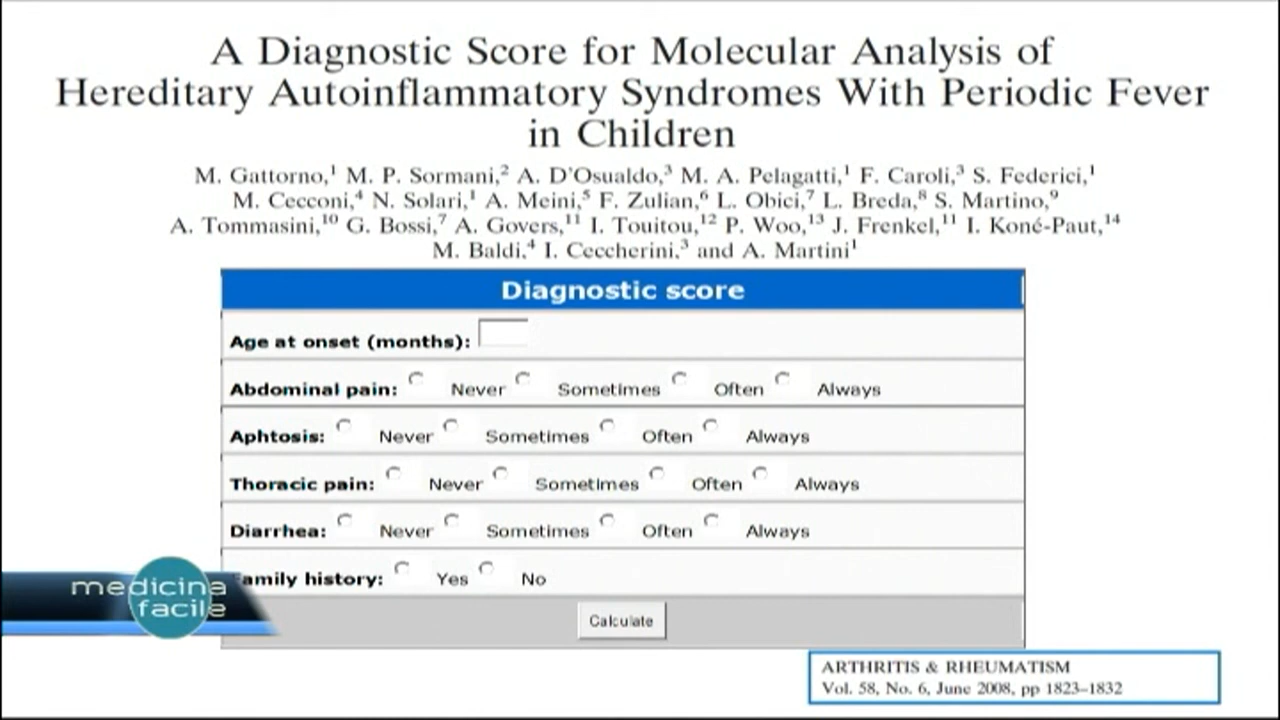 A Diagnostic Score for Molecular Analysis of
Hereditary Autoinflammatory Syndromes With Periodic Fever
in Children
M. Gattorno,¹ M. P. Sormani,² A. D'Osualdo,³ M. A. Pelagatti,¹ F. Caroli,³ S. Federici,¹
M. Cecconi,⁴ N. Solari,¹ A. Meini,⁵ F. Zulian,⁶ L. Obici,⁷ L. Breda,⁸ S. Martino,⁹
A. Tommasini,¹⁰ G. Bossi,⁷ A. Govers,¹¹ I. Touitou,¹² P. Woo,¹³ J. Frenkel,¹¹ I. Koné-Paut,¹⁴
M. Baldi,⁴ I. Ceccherini,³ and A. Martini¹
Diagnostic score
Age at onset (months):
Abdominal pain: Never Sometimes Often Always
Aphtosis: Never Sometimes Often Always
Thoracic pain: Never Sometimes Often Always
Diarrhea: Never Sometimes Often Always
amily history: Yes No
medicina
facile
Calculate
ARTHRITIS & RHEUMATISM
Vol. 58, No. 6, June 2008, pp 1823–1832